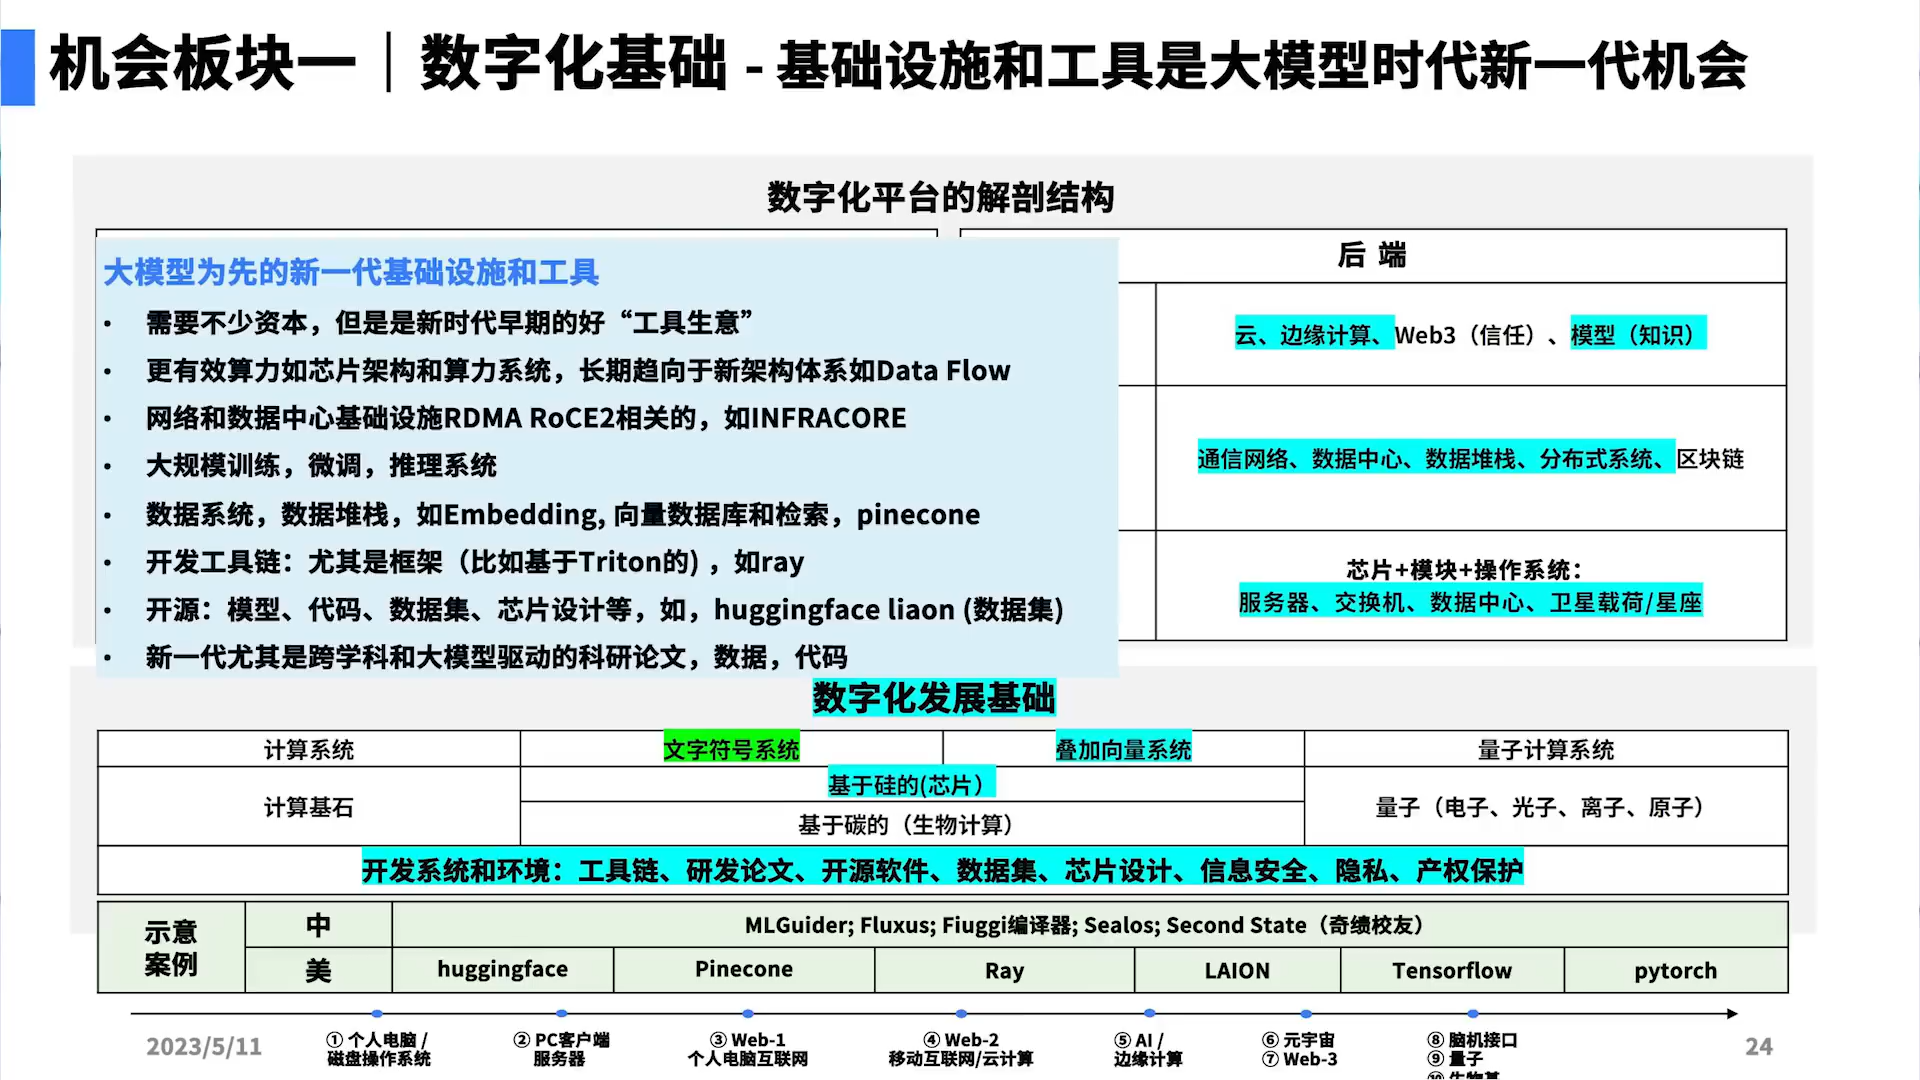 机会板块一｜数字化基础 - 基础设施和工具是大模型时代新一代机会
数字化平台的解剖结构
大模型为先的新一代基础设施和工具
• 需要不少资本，但是是新时代早期的好“工具生意”
• 更有效算力如芯片架构和算力系统，长期趋向于新架构体系如Data Flow
• 网络和数据中心基础设施RDMA RoCE2相关的，如INFRACORE
• 大规模训练，微调，推理系统
• 数据系统，数据堆栈，如Embedding, 向量数据库和检索，pinecone
• 开发工具链：尤其是框架（比如基于Triton的），如ray
• 开源：模型、代码、数据集、芯片设计等，如，huggingface liaon (数据集)
• 新一代尤其是跨学科和大模型驱动的科研论文，数据，代码
后 端
云、边缘计算、Web3（信任）、模型（知识）
通信网络、数据中心、数据堆栈、分布式系统、区块链
芯片+模块+操作系统：
服务器、交换机、数据中心、卫星载荷/星座
数字化发展基础
计算系统 文字符号系统 叠加向量系统 量子计算系统
计算基石 基于硅的(芯片） 量子（电子、光子、离子、原子）
基于碳的（生物计算）
开发系统和环境：工具链、研发论文、开源软件、数据集、芯片设计、信息安全、隐私、产权保护
示意
案例
中 MLGuider; Fluxus; Fiuggi编译器; Sealos; Second State（奇绩校友）
美 huggingface Pinecone Ray LAION Tensorflow pytorch
2023/5/11
① 个人电脑 /
磁盘操作系统
② PC客户端
服务器
③ Web-1
个人电脑互联网
④ Web-2
移动互联网/云计算
⑤ AI /
边缘计算
⑥ 元宇宙
⑦ Web-3
⑧ 脑机接口
⑨ 量子
24